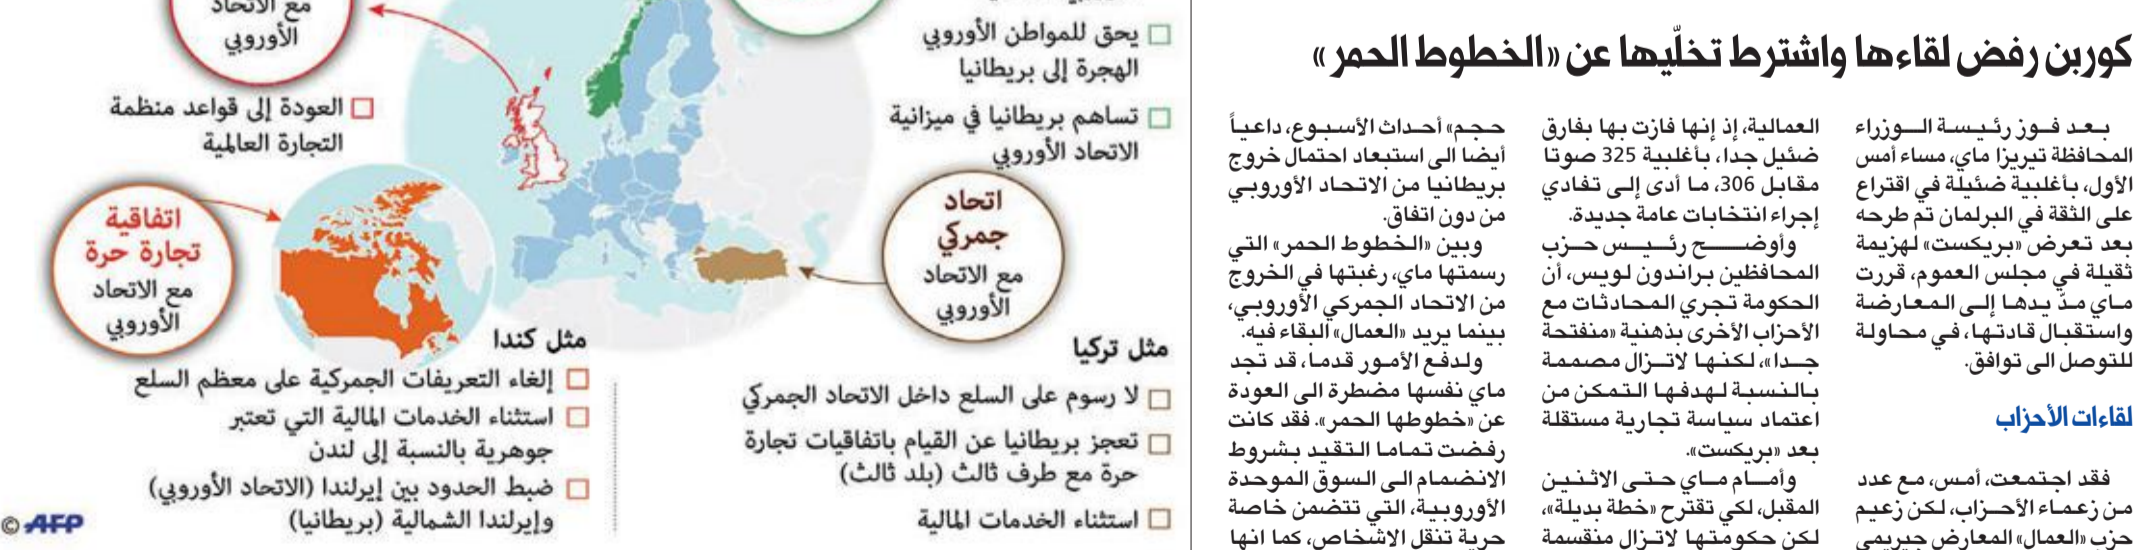 كوربن رفض لقاءها واشترط تخلّيها عن «الخطوط الحمر»
بعد فوز رئيسة الوزراء
المحافظة تيريزا ماي، مساء أمس
الأول، بأغلبية ضئيلة في اقتراع
على الثقة في البرلمان تم طرحه
بعد تعرض «بريكست» لهزيمة
ثقيلة في مجلس العموم، قررت
ماي مدّ يدها إلى المعارضة
واستقبال قادتها، في محاولة
للتوصل الى توافق.
لقاءات الأحزاب
فقد اجتمعت، أمس، مع عدد
من زعماء الأحزاب، لكن زعيم
حزب «العمال» المعارض جيريمي
العمالية، إذ إنها فازت بها بفارق
ضئيل جدا، بأغلبية 325 صوتا
مقابل 306، ما أدى إلى تفادي
إجراء انتخابات عامة جديدة.
وأوضح رئيس حزب
المحافظين براندون لويس، أن
الحكومة تجري المحادثات مع
الأحزاب الأخرى بذهنية «منفتحة
جدا»، لكنها لاتزال مصممة
بالنسبة لهدفها التمكن من
اعتماد سياسة تجارية مستقلة
بعد «بريكست».
وأمام ماي حتى الاثنين
المقبل، لكي تقترح «خطة بديلة»،
لكن حكومتها لاتزال منقسمة
حجم» أحداث الأسبوع، داعياً
أيضا الى استبعاد احتمال خروج
بريطانيا من الاتحاد الأوروبي
من دون اتفاق.
وبين «الخطوط الحمر» التي
رسمتها ماي، رغبتها في الخروج
من الاتحاد الجمركي الأوروبي،
بينما يريد «العمال» البقاء فيه.
ولدفع الأمور قدما، قد تجد
ماي نفسها مضطرة الى العودة
عن «خطوطها الحمر». فقد كانت
رفضت تماما التقيد بشروط
الانضمام الى السوق الموحدة
الأوروبية، التي تتضمن خاصة
حرية تنقل الاشخاص، كما انها
يحق للمواطن الأوروبي
الهجرة إلى بريطانيا
تساهم بريطانيا في ميزانية
الاتحاد الأوروبي
اتحاد
جمركي
مع الاتحاد
الأوروبي
مثل تركيا
لا رسوم على السلع داخل الاتحاد الجمركي
تعجز بريطانيا عن القيام باتفاقيات تجارة
حرة مع طرف ثالث (بلد ثالث)
استثناء الخدمات المالية
مع الاتحاد
الأوروبي
العودة إلى قواعد منظمة
التجارة العالمية
اتفاقية
تجارة حرة
مع الاتحاد
الأوروبي
مثل كندا
إلغاء التعريفات الجمركية على معظم السلع
استثناء الخدمات المالية التي تعتبر
جوهرية بالنسبة إلى لندن
ضبط الحدود بين إيرلندا (الاتحاد الأوروبي)
وإيرلندا الشمالية (بريطانيا)
© AFP